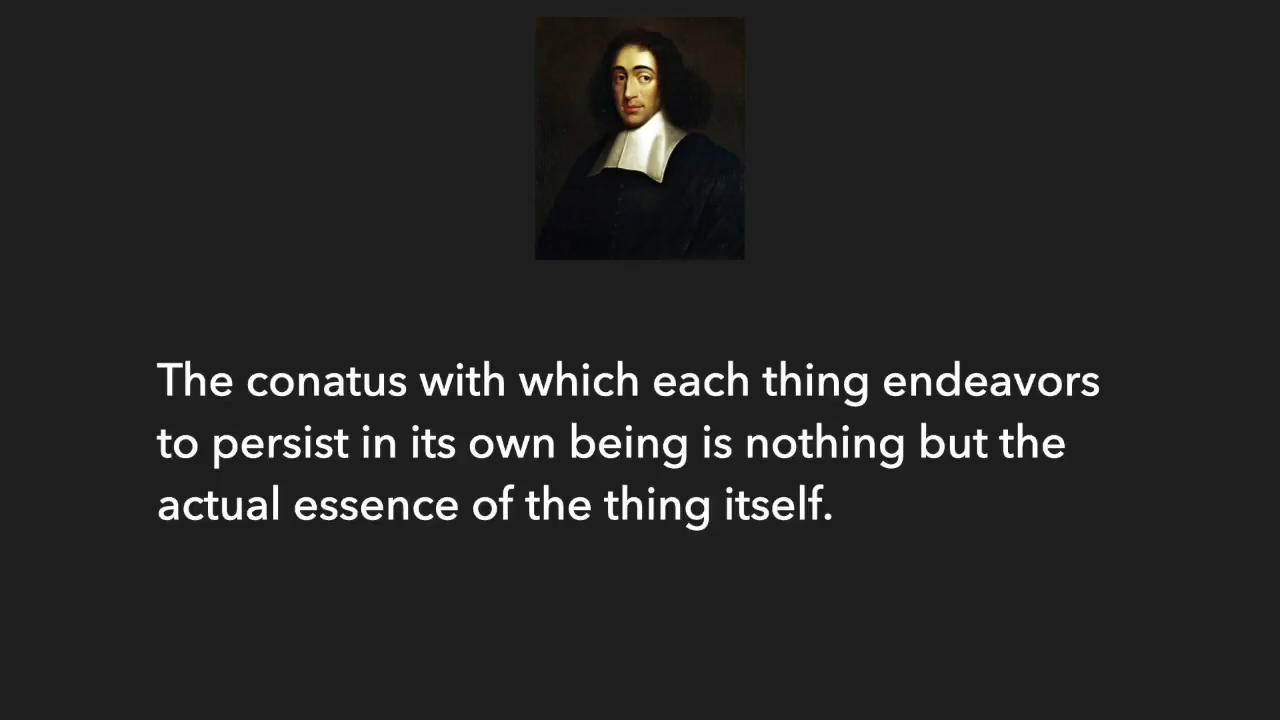 The conatus with which each thing endeavors
to persist in its own being is nothing but the
actual essence of the thing itself.